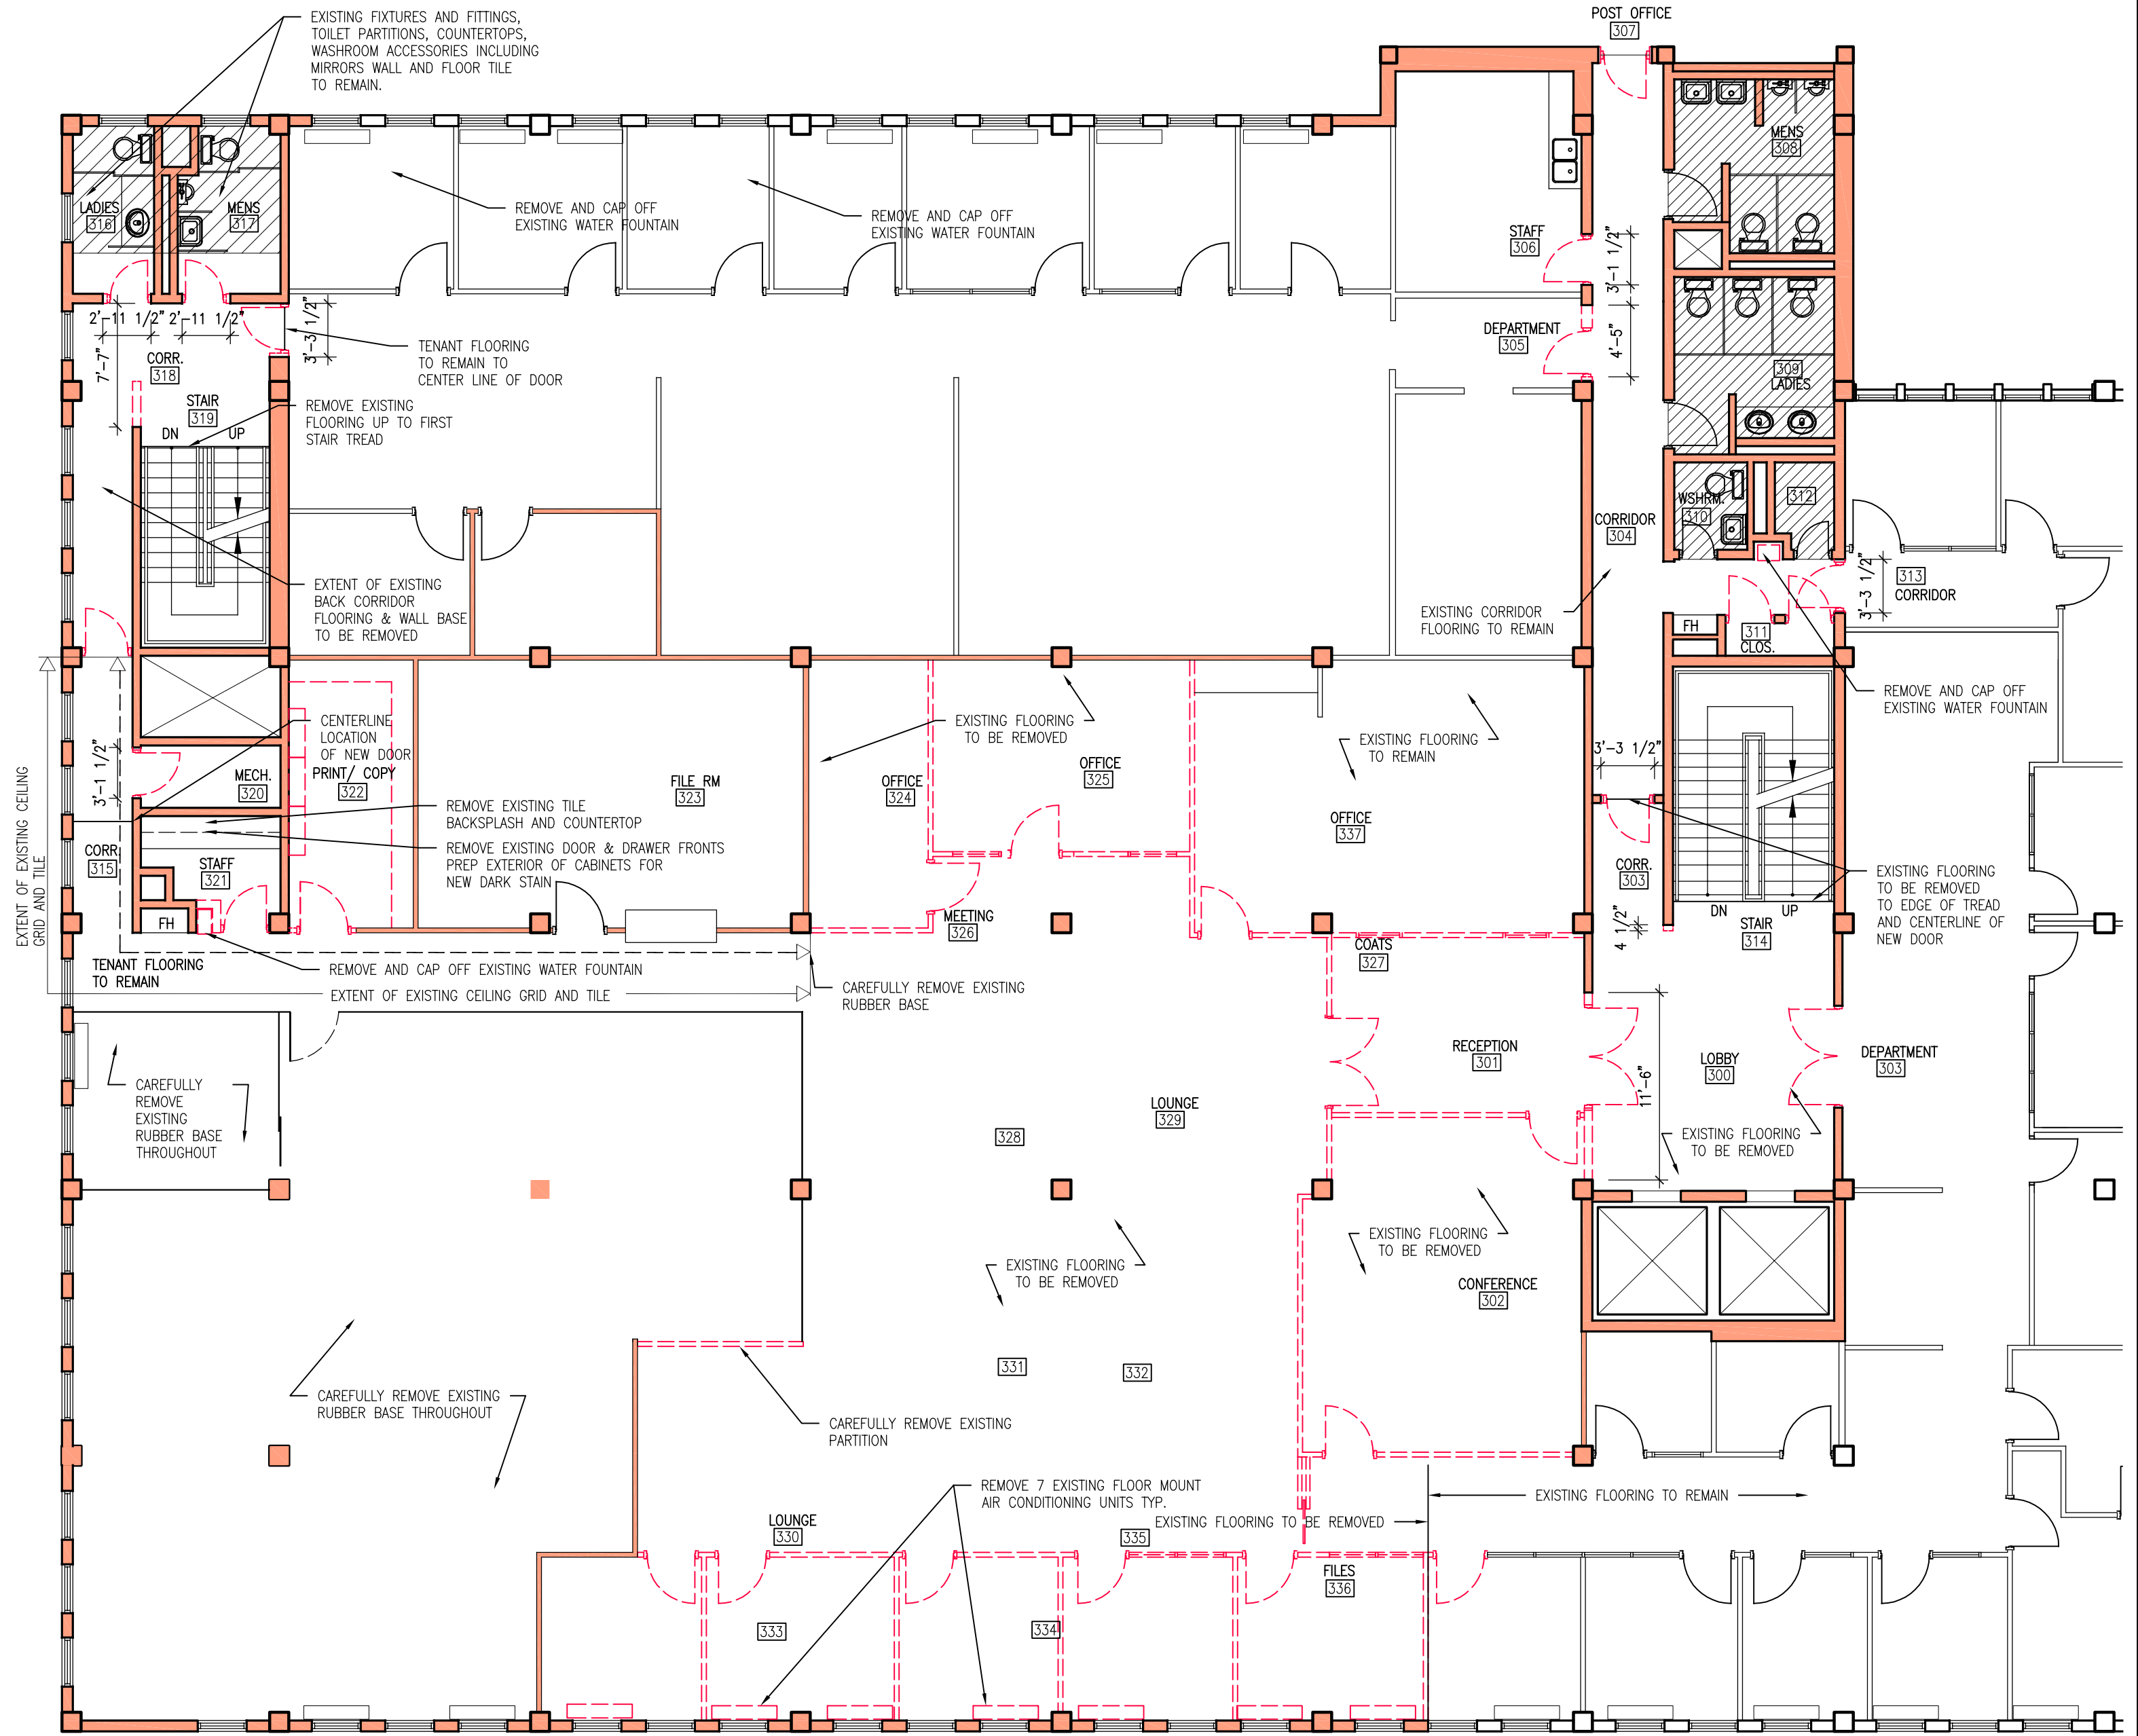 EXISTING FIXTURES AND FITTINGS,
TOILET PARTITIONS, COUNTERTOPS,
WASHROOM ACCESSORIES INCLUDING
MIRRORS WALL AND FLOOR TILE
TO REMAIN.
POST OFFICE
307
MENS
308
LADIES
316
MENS
317
REMOVE AND CAP OFF
EXISTING WATER FOUNTAIN
REMOVE AND CAP OFF
EXISTING WATER FOUNTAIN
STAFF
306
3'-1 1/2"
2'-11 1/2"
2'-11 1/2"
3'-3 1/2"
7'-7"
CORR.
318
TENANT FLOORING
TO REMAIN TO
CENTER LINE OF DOOR
DEPARTMENT
305
4'-5"
309
LADIES
STAIR
319
DN
UP
REMOVE EXISTING
FLOORING UP TO FIRST
STAIR TREAD
WSHRM.
310
312
CORRIDOR
304
EXTENT OF EXISTING
BACK CORRIDOR
FLOORING & WALL BASE
TO BE REMOVED
EXISTING CORRIDOR
FLOORING TO REMAIN
FH
311
CLOS.
3'-3 1/2"
313
CORRIDOR
REMOVE AND CAP OFF
EXISTING WATER FOUNTAIN
EXTENT OF EXISTING CEILING
GRID AND TILE
3'-1 1/2"
CENTERLINE
LOCATION
OF NEW DOOR
MECH.
320
PRINT/ COPY
322
FILE RM
323
EXISTING FLOORING
TO BE REMOVED
OFFICE
324
OFFICE
325
EXISTING FLOORING
TO REMAIN
OFFICE
337
3'-3 1/2"
REMOVE EXISTING TILE
BACKSPLASH AND COUNTERTOP
REMOVE EXISTING DOOR & DRAWER FRONTS
PREP EXTERIOR OF CABINETS FOR
NEW DARK STAIN
CORR.
315
STAFF
321
FH
CORR.
303
4 1/2"
DN
UP
STAIR
314
EXISTING FLOORING
TO BE REMOVED
TO EDGE OF TREAD
AND CENTERLINE OF
NEW DOOR
MEETING
326
COATS
327
TENANT FLOORING
TO REMAIN
REMOVE AND CAP OFF EXISTING WATER FOUNTAIN
EXTENT OF EXISTING CEILING GRID AND TILE
CAREFULLY REMOVE EXISTING
RUBBER BASE
RECEPTION
301
11'-6"
LOBBY
300
DEPARTMENT
303
CAREFULLY
REMOVE
EXISTING
RUBBER BASE
THROUGHOUT
328
LOUNGE
329
EXISTING FLOORING
TO BE REMOVED
EXISTING FLOORING
TO BE REMOVED
EXISTING FLOORING
TO BE REMOVED
CONFERENCE
302
331
332
CAREFULLY REMOVE EXISTING
RUBBER BASE THROUGHOUT
CAREFULLY REMOVE EXISTING
PARTITION
REMOVE 7 EXISTING FLOOR MOUNT
AIR CONDITIONING UNITS TYP.
EXISTING FLOORING TO REMAIN
EXISTING FLOORING TO BE REMOVED
LOUNGE
330
335
FILES
336
333
334